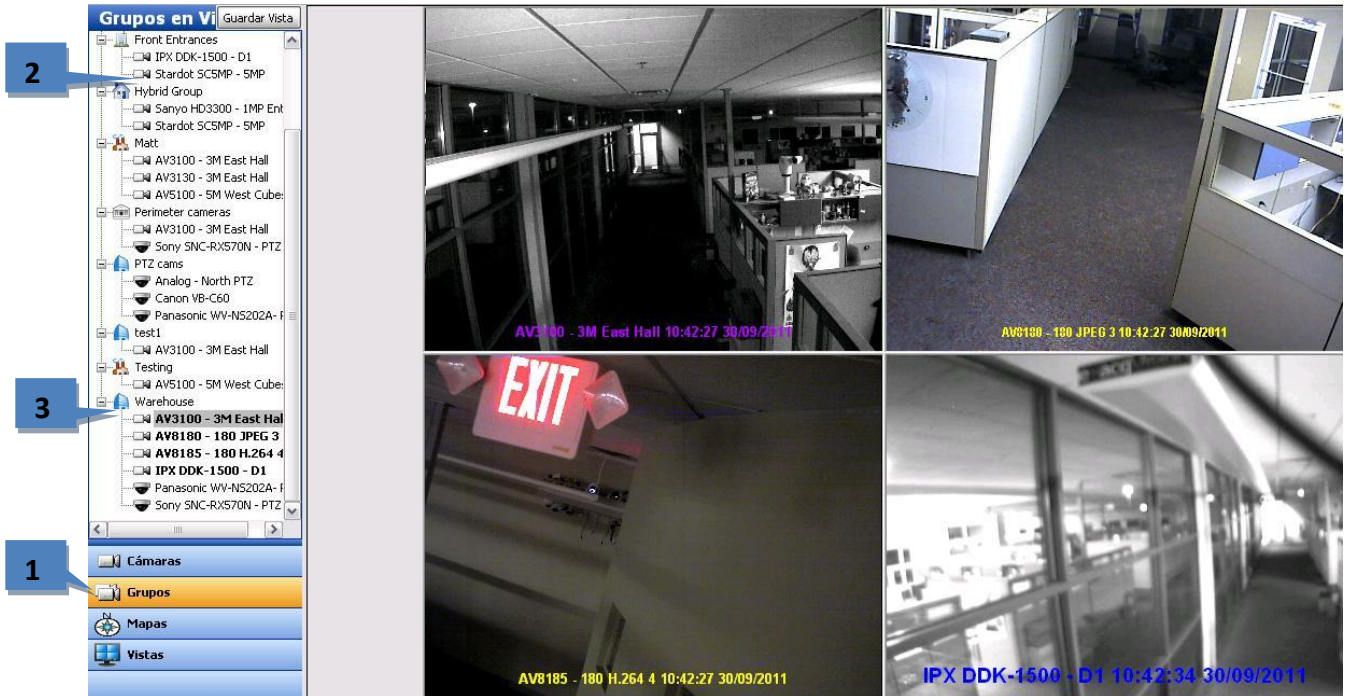 Grupos en Vi
Guardar Vista
Front Entrances
IPX DDK-1500 - D1
2
Stardot SC5MP - 5MP
Hybrid Group
Sanyo HD3300 - 1MP Ent
Stardot SC5MP - 5MP
Matt
AV3100 - 3M East Hall
AV3130 - 3M East Hall
AV5100 - 5M West Cube
Perimeter cameras
AV3100 - 3M East Hall
Sony SNC-RX570N - PTZ
PTZ cams
Analog - North PTZ
Canon VB-C60
Panasonic WV-NS202A-
test1
AV3100 - 3M East Hall
Testing
AV5100 - 5M West Cube
3
Warehouse
AV3100 - 3M East Hal
AV8180 - 180 JPEG 3
AV8185 - 180 H.264 4
IPX DDK-1500 - D1
Panasonic WV-NS202A-
Sony SNC-RX570N - PTZ
Cámaras
1
Grupos
Mapas
Vistas
AV3100 - 3M East Hall 10:42:27 30/09/2011
AV8180 - 180 JPEG 3 10:42:27 30/09/2011
EXIT
AV8185 - 180 H.264 4 10:42:27 30/09/2011
IPX DDK-1500 - D1 10:42:34 30/09/2011